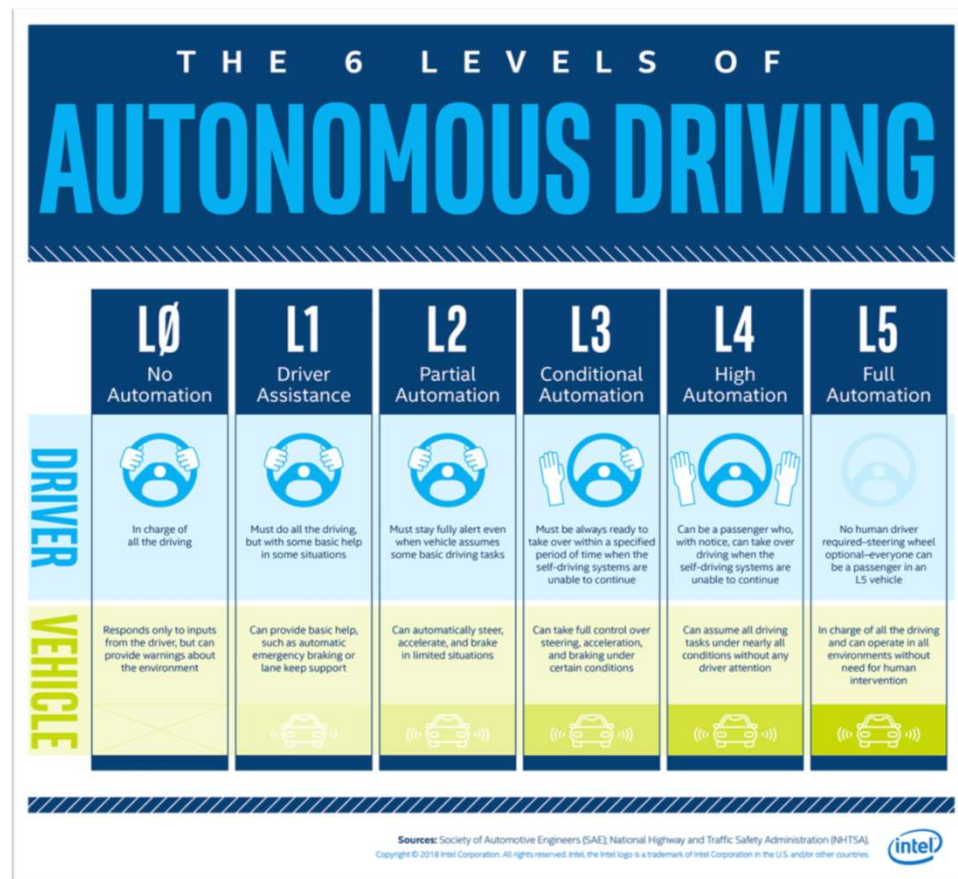 THE 6 LEVELS OF
AUTONOMOUS DRIVING
LØ
No
Automation
L1
Driver
Assistance
L2
Partial
Automation
L3
Conditional
Automation
L4
High
Automation
L5
Full
Automation
DRIVER
In charge of
all the driving
Must do all the driving,
but with some basic help
in some situations
Must stay fully alert even
when vehicle assumes
some basic driving tasks
Must be always ready to
take over within a specified
period of time when the
self-driving systems are
unable to continue
Can be a passenger who,
with notice, can take over
driving when the
self-driving systems are
unable to continue
No human driver
required–steering wheel
optional–everyone can
be a passenger in an
L5 vehicle
VEHICLE
Responds only to inputs
from the driver, but can
provide warnings about
the environment
Can provide basic help,
such as automatic
emergency braking or
lane keep support
Can automatically steer,
accelerate, and brake
in limited situations
Can take full control over
steering, acceleration,
and braking under
certain conditions
Can assume all driving
tasks under nearly all
conditions without any
driver attention
In charge of all the driving
and can operate in all
environments without
need for human
intervention
Sources: Society of Automotive Engineers (SAE); National Highway and Traffic Safety Administration (NHTSA).
Copyright © 2018 Intel Corporation. All rights reserved. Intel, the Intel logo is a trademark of Intel Corporation in the U.S. and/or other countries.
intel